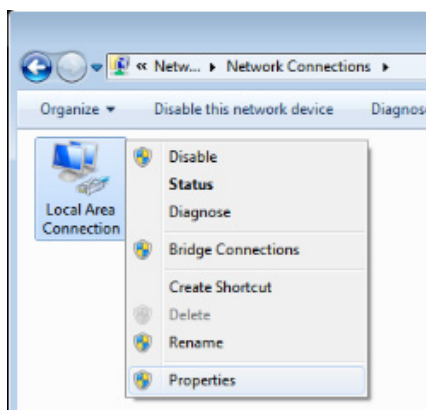 « Netw... ▸ Network Connections ▸
Organize ▾ Disable this network device Diagnos
Local Area
Connection
Disable
Status
Diagnose
Bridge Connections
Create Shortcut
Delete
Rename
Properties